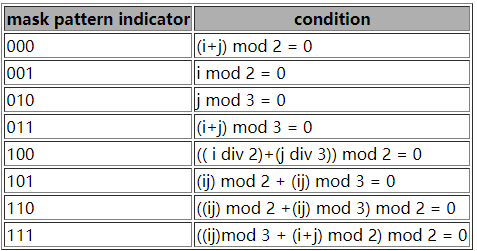 mask pattern indicator condition
000 (i+j) mod 2 = 0
001 i mod 2 = 0
010 j mod 3 = 0
011 (i+j) mod 3 = 0
100 (( i div 2)+(j div 3)) mod 2 = 0
101 (ij) mod 2 + (ij) mod 3 = 0
110 ((ij) mod 2 +(ij) mod 3) mod 2 = 0
111 ((ij)mod 3 + (i+j) mod 2) mod 2 = 0